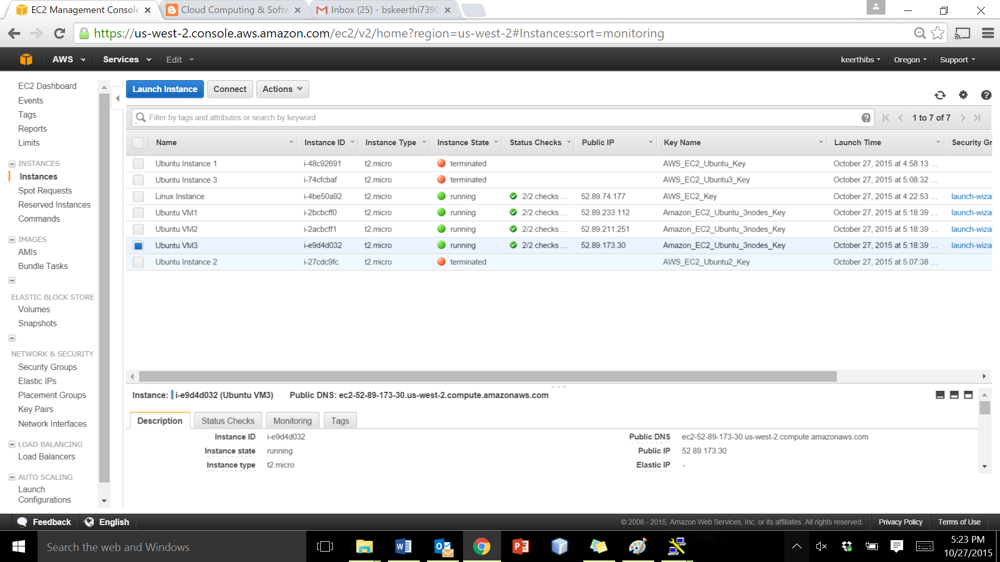 EC2 Management Console
Cloud Computing & Softw
Inbox (25) - bskeerthi7390
https://us-west-2.console.aws.amazon.com/ec2/v2/home?region=us-west-2#Instances:sort=monitoring
AWS Services Edit keerthibs Oregon Support
EC2 Dashboard
Events
Tags
Reports
Limits
INSTANCES
Instances
Spot Requests
Reserved Instances
Commands
IMAGES
AMIs
Bundle Tasks
ELASTIC BLOCK STORE
Volumes
Snapshots
NETWORK & SECURITY
Security Groups
Elastic IPs
Placement Groups
Key Pairs
Network Interfaces
LOAD BALANCING
Load Balancers
AUTO SCALING
Launch
Configurations
Launch Instance Connect Actions
Filter by tags and attributes or search by keyword 1 to 7 of 7
Name Instance ID Instance Type Instance State Status Checks Public IP Key Name Launch Time Security Gr
Ubuntu Instance 1 i-48c92691 t2.micro terminated AWS_EC2_Ubuntu_Key October 27, 2015 at 4:58:13 ...
Ubuntu Instance 3 i-74cfcbaf t2.micro terminated AWS_EC2_Ubuntu3_Key October 27, 2015 at 5:08:32 ...
Linux Instance i-4be50a92 t2.micro running 2/2 checks ... 52.89.74.177 AWS_EC2_Key October 27, 2015 at 4:22:53 ... launch-wiza
Ubuntu VM1 i-2bcbcff0 t2.micro running 2/2 checks ... 52.89.233.112 Amazon_EC2_Ubuntu_3nodes_Key October 27, 2015 at 5:18:39 ... launch-wiza
Ubuntu VM2 i-2acbcff1 t2.micro running 2/2 checks ... 52.89.211.251 Amazon_EC2_Ubuntu_3nodes_Key October 27, 2015 at 5:18:39 ... launch-wiza
Ubuntu VM3 i-e9d4d032 t2.micro running 2/2 checks ... 52.89.173.30 Amazon_EC2_Ubuntu_3nodes_Key October 27, 2015 at 5:18:39 ... launch-wiza
Ubuntu Instance 2 i-27cdc9fc t2.micro terminated AWS_EC2_Ubuntu2_Key October 27, 2015 at 5:07:38 ...
Instance: i-e9d4d032 (Ubuntu VM3) Public DNS: ec2-52-89-173-30.us-west-2.compute.amazonaws.com
Description Status Checks Monitoring Tags
Instance ID i-e9d4d032 Public DNS ec2-52-89-173-30.us-west-2.compute.amazonaws.com
Instance state running Public IP 52.89.173.30
Instance type t2.micro Elastic IP -
Feedback English © 2008 - 2015, Amazon Web Services, Inc. or its affiliates. All rights reserved. Privacy Policy Terms of Use
Search the web and Windows
5:23 PM
10/27/2015